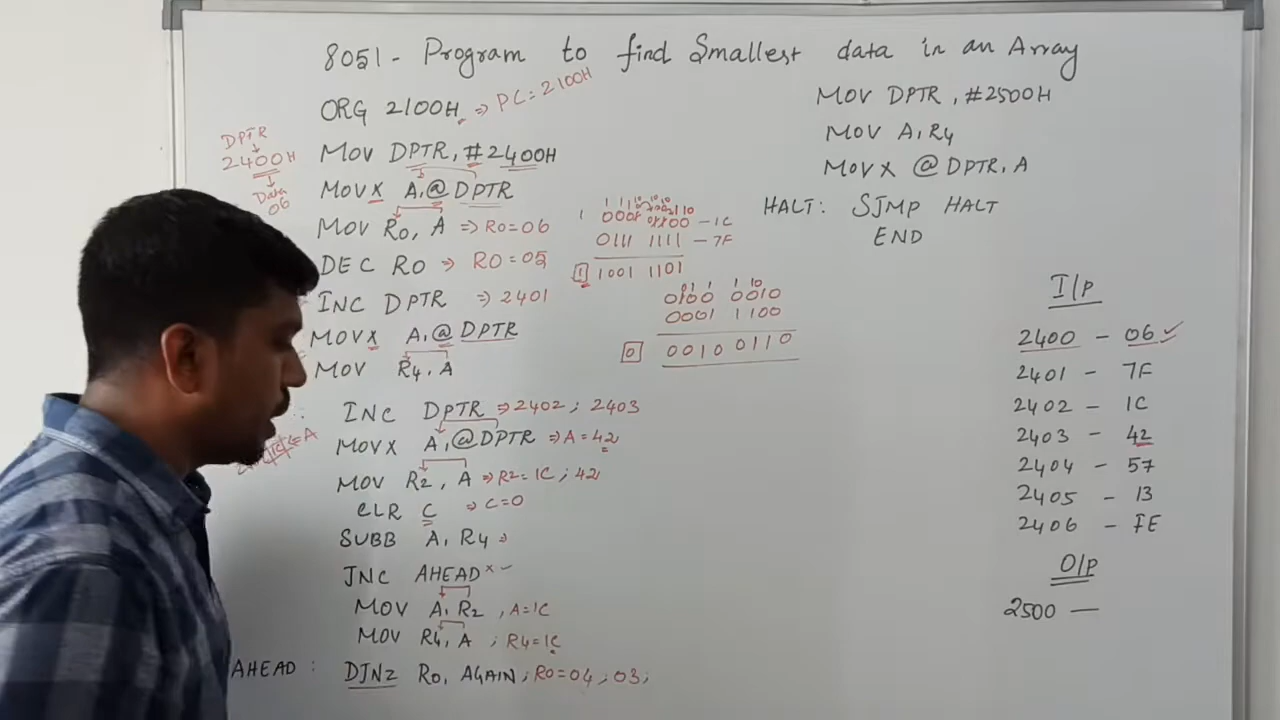 8051 - Program to find Smallest data in an Array
ORG 2100H ⇒ PC=2100H
DPTR
↓
2400H
↓
Data
06
MOV DPTR, #2400H
MOVX A,@DPTR
MOV R0, A ⇒ R0=06
DEC R0 ⇒ R0=05
INC DPTR ⇒ 2401
MOVX A,@DPTR
MOV R4,A
INC DPTR ⇒ 2402; 2403
MOVX A,@DPTR ⇒ A=42
MOV R2, A ⇒ R2=1C; 42
CLR C ⇒ C=0
SUBB A, R4 ⇒
JNC AHEAD × ✓
MOV A, R2 , A=1C
MOV R4, A ; R4=1C
AHEAD : DJNZ R0, AGAIN; R0=04; 03;
- 1C
0111 1111 - 7F
1 1001 1101
0100 0010
0001 1100
0 0010 0110
MOV DPTR, #2500H
MOV A, R4
MOVX @DPTR, A
HALT: SJMP HALT
END
I/p
2400 - 06 ✓
2401 - 7F
2402 - 1C
2403 - 42
2404 - 57
2405 - 13
2406 - FE
O/p
2500 —